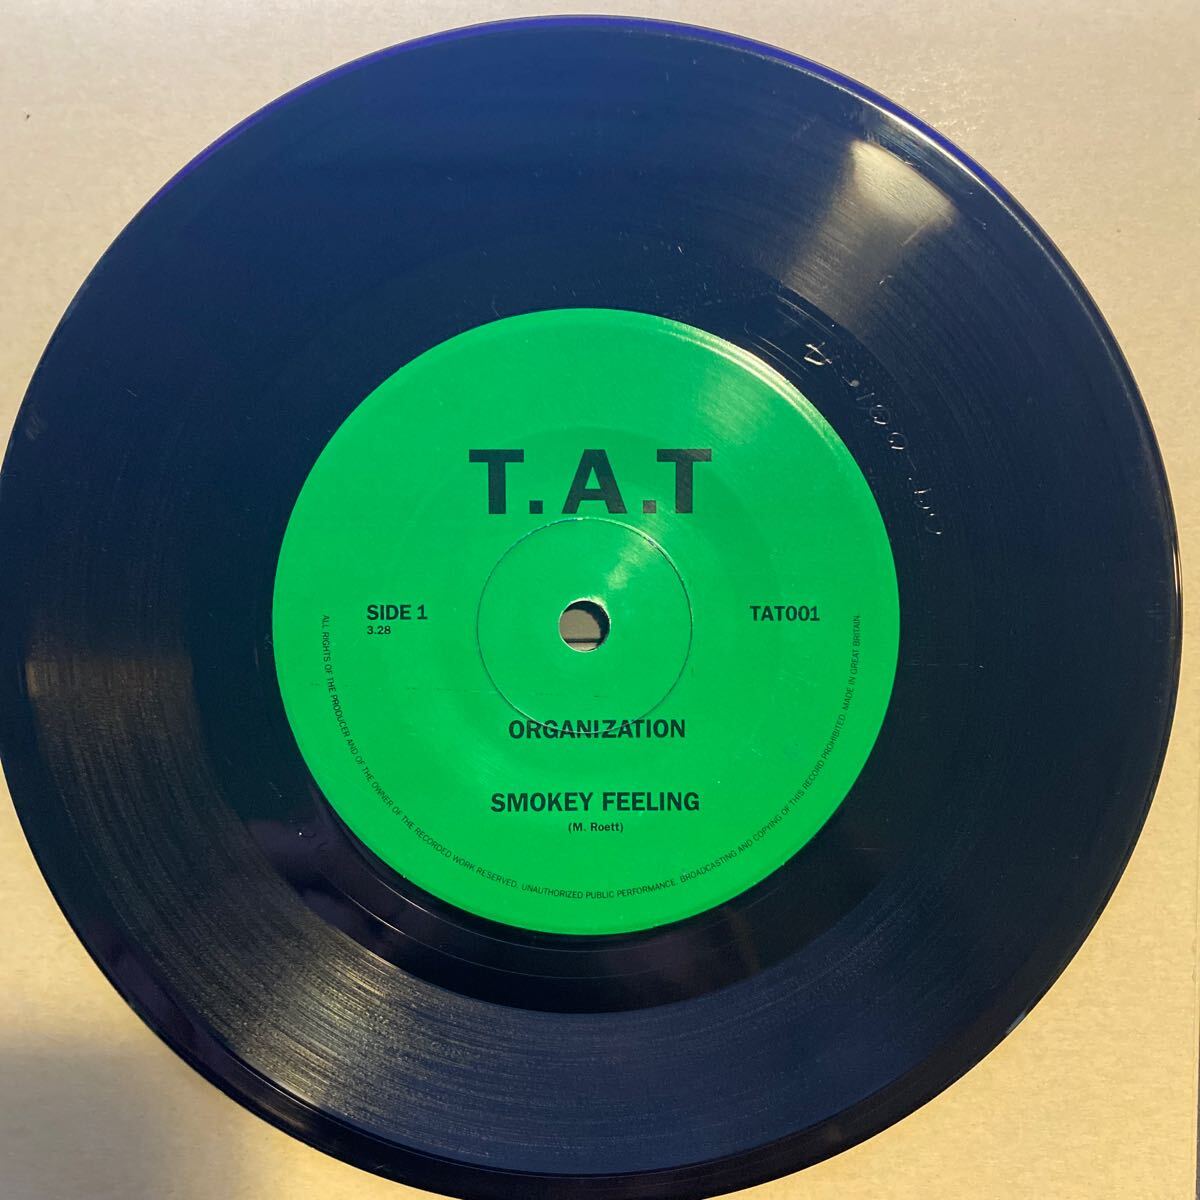 T.A.T
SIDE 1
3.28
TAT001
ORGANIZATION
SMOKEY FEELING
(M. Roett)
ALL RIGHTS OF THE PRODUCER AND OF THE OWNER OF THE RECORDED WORK RESERVED. UNAUTHORIZED PUBLIC PERFORMANCE. BROADCASTING AND COPYING OF THIS RECORD PROHIBITED. MADE IN GREAT BRITAIN.